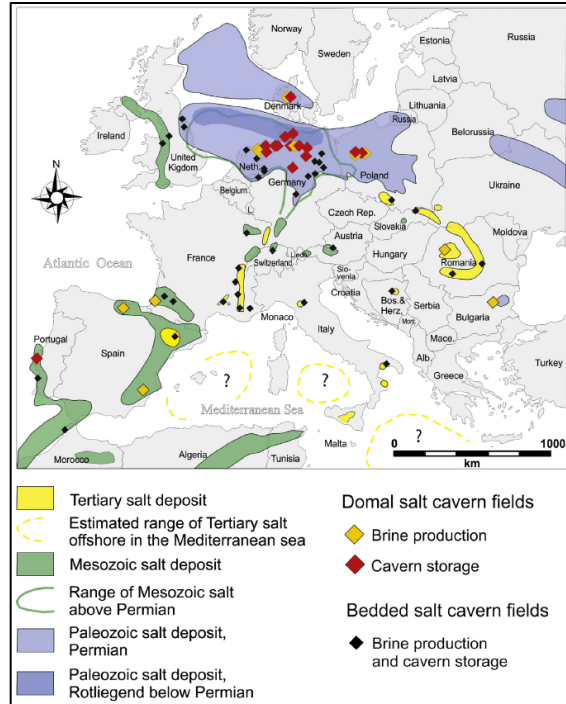 Norway
Sweden
Estonia
Russia
Latvia
Denmark
Lithuania
Russia
Ireland
United
Kingdom
Belorussia
Neth.
Poland
Germany
Belgium
Ukraine
N
L
Czech Rep.
Slovakia
Moldova
France
Austria
Switzerland
Liech.
Hungary
Atlantic Ocean
Slo-
venia
Romania
Croatia
Bos.&
Herz.
Serbia
Monaco
Italy
Mont.
Bulgaria
Portugal
Spain
Mace.
Alb.
Turkey
Greece
?
?
Mediterranean Sea
?
Malta
0
1000
km
Morocco
Algeria
Tunisia
Tertiary salt deposit
Estimated range of Tertiary salt
offshore in the Mediterranean sea
Mesozoic salt deposit
Range of Mesozoic salt
above Permian
Paleozoic salt deposit,
Permian
Paleozoic salt deposit,
Rotliegend below Permian
Domal salt cavern fields
Brine production
Cavern storage
Bedded salt cavern fields
Brine production
and cavern storage